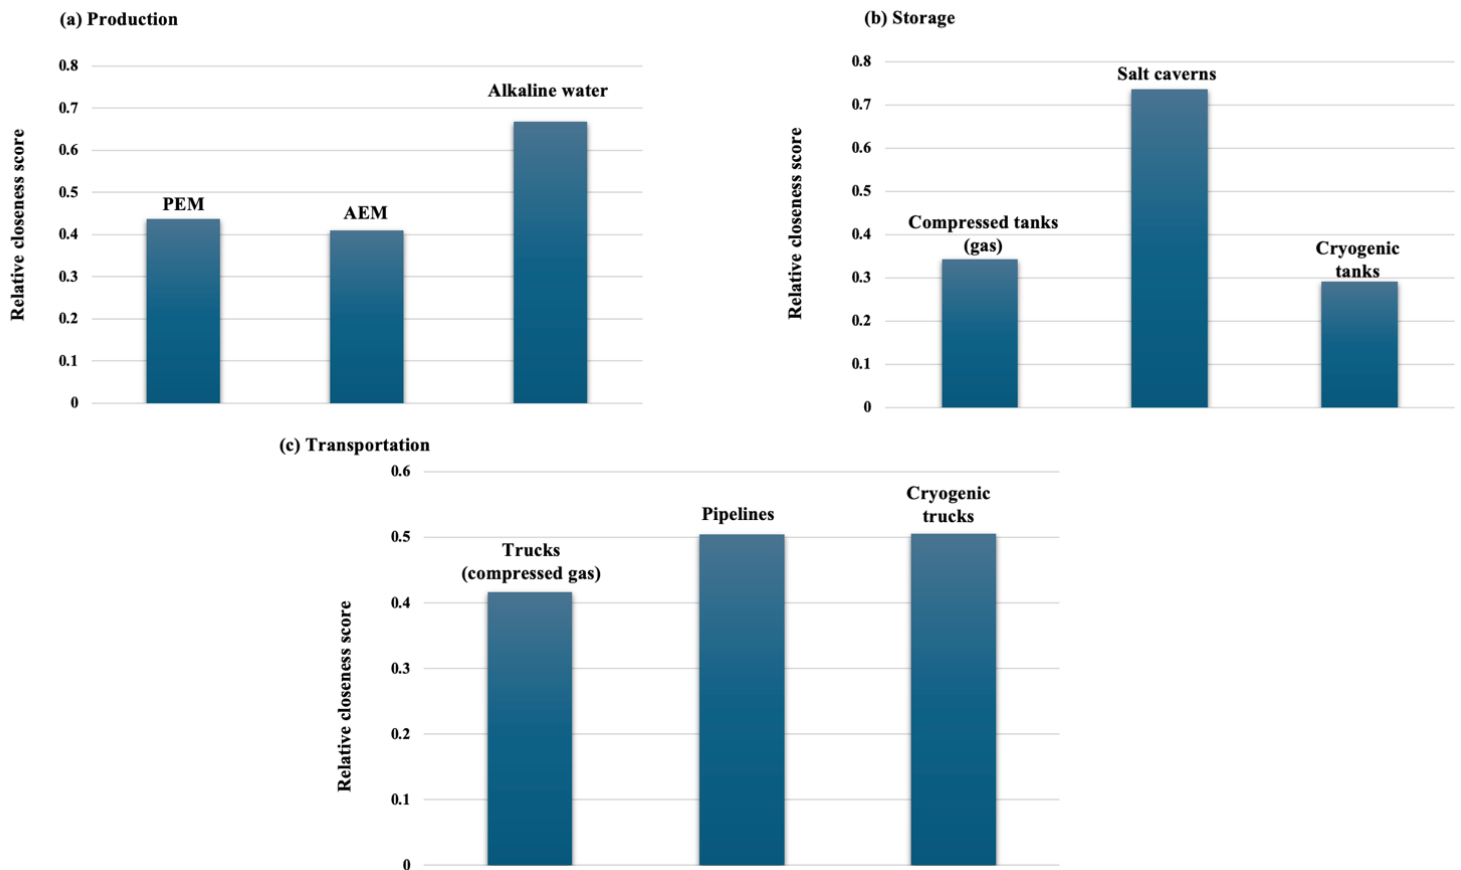 (a) Production
Relative closeness score
0.8
0.7
0.6
0.5
0.4
0.3
0.2
0.1
0
PEM
AEM
Alkaline water
(b) Storage
Relative closeness score
0.8
0.7
0.6
0.5
0.4
0.3
0.2
0.1
0
Compressed tanks
(gas)
Salt caverns
Cryogenic
tanks
(c) Transportation
Relative closeness score
0.6
0.5
0.4
0.3
0.2
0.1
0
Trucks
(compressed gas)
Pipelines
Cryogenic
trucks